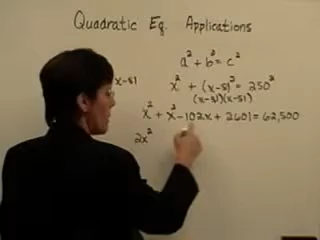 Quadratic Eq. Applications
a² + b² = c²
x-51
x² + (x-51)² = 250²
(x-51)(x-51)
x² + x² - 102x + 2601 = 62,500
2x²